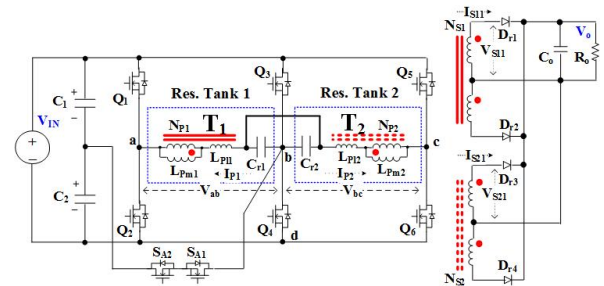 I_S11
N_S1
D_r1
V_o
V_S11
C_o
R_o
D_r2
Q_1
Q_3
Q_5
C_1
V_IN
C_2
Res. Tank 1
Res. Tank 2
N_P1
T_1
T_2
N_P2
a
b
c
L_Pl1
C_r1
C_r2
L_Pl2
L_Pm1
I_P1
I_P2
L_Pm2
V_ab
V_bc
Q_2
Q_4
Q_6
d
S_A2
S_A1
I_S21
D_r3
V_S21
D_r4
N_S2